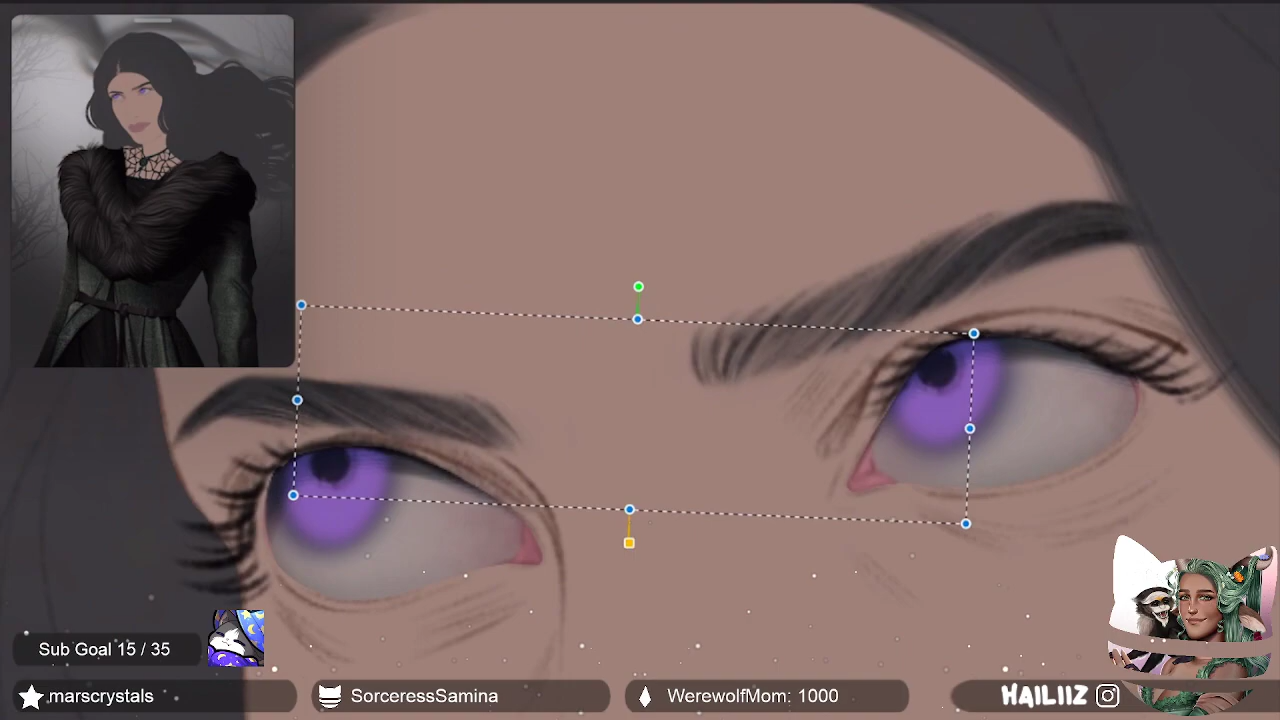 Sub Goal 15 / 35
marscrystals
SorceressSamina
WerewolfMom: 1000
HAILIIZ